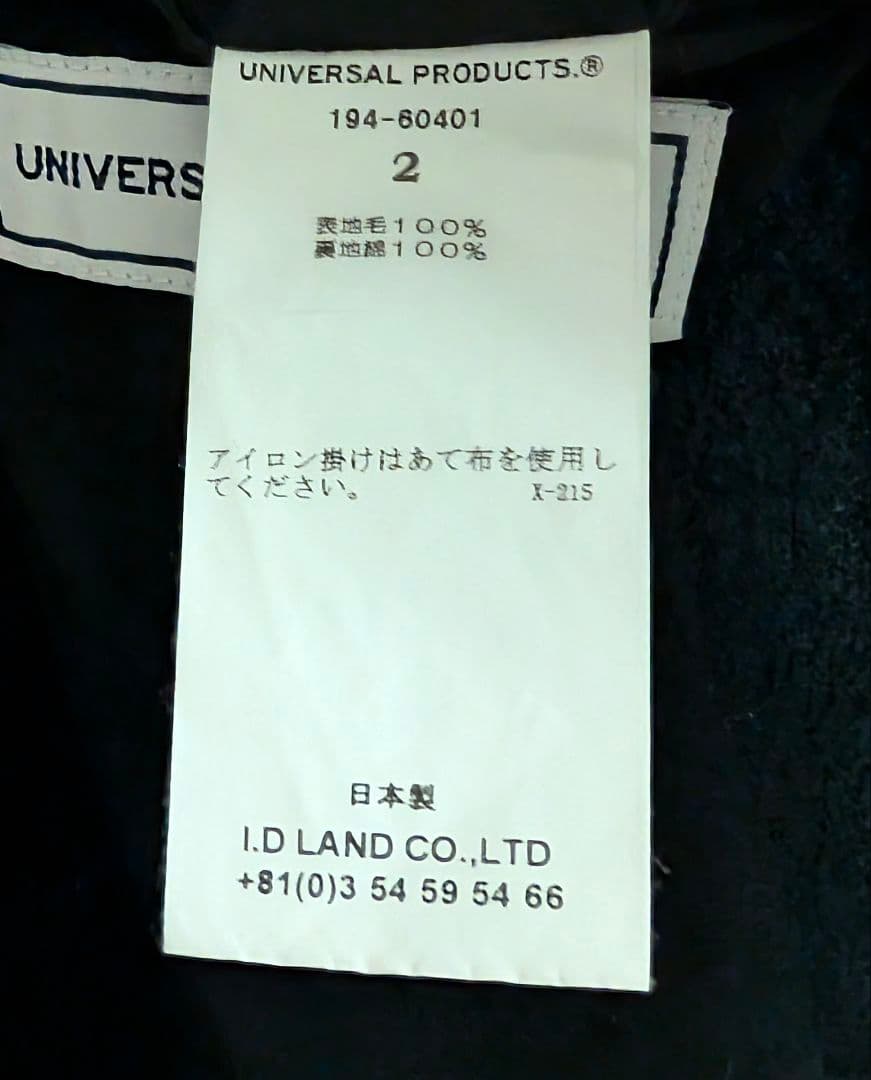 UNIVERSAL PRODUCTS.®
194-60401
UNIVERS
2
表地毛100%
裏地綿100%
アイロン掛けはあて布を使用し
てください。 X-215
日本製
I.D LAND CO.,LTD
+81(0)3 54 59 54 66